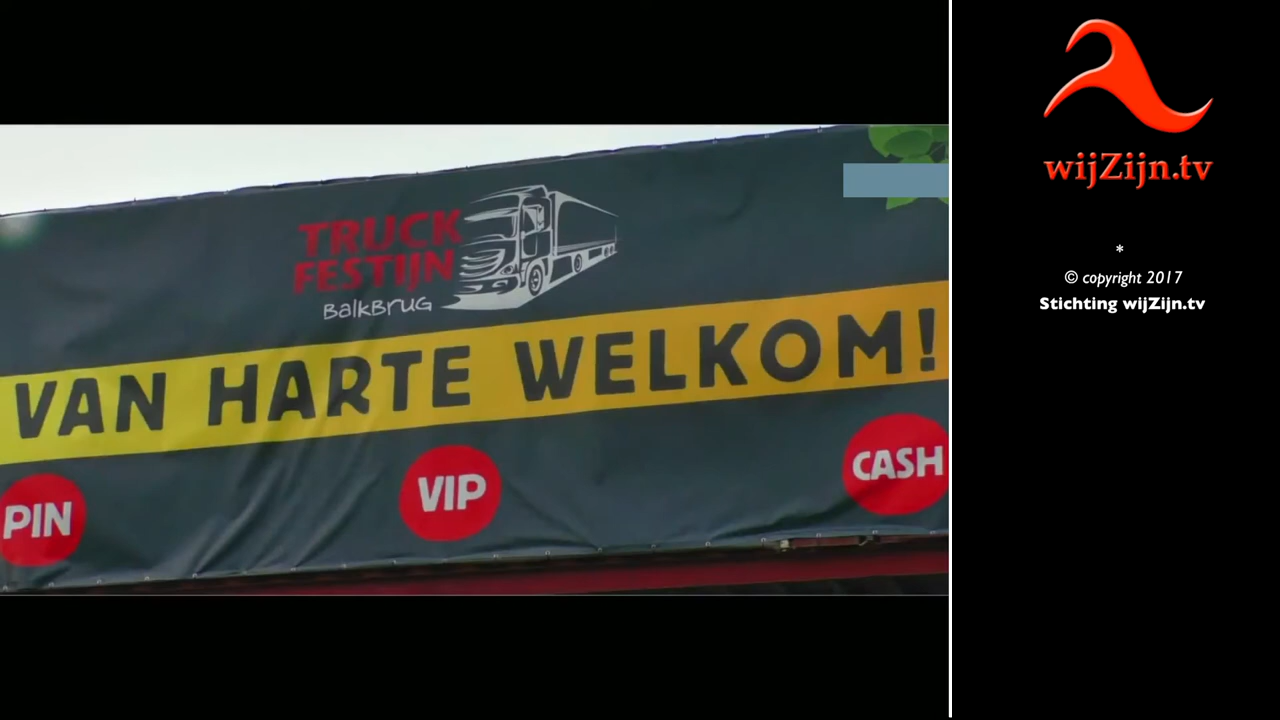 TRUCK
FESTIJN
BalkBrug
VAN HARTE WELKOM!
PIN
VIP
CASH
wijZijn.tv
*
© copyright 2017
Stichting wijZijn.tv